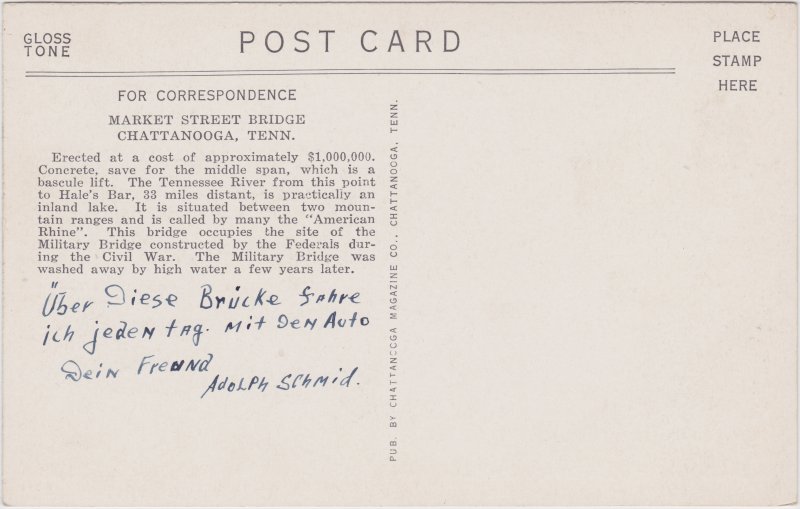 GLOSS
TONE
POST CARD
PLACE
STAMP
HERE
FOR CORRESPONDENCE
MARKET STREET BRIDGE
CHATTANOOGA, TENN.
Erected at a cost of approximately $1,000,000.
Concrete, save for the middle span, which is a
bascule lift. The Tennessee River from this point
to Hale's Bar, 33 miles distant, is practically an
inland lake. It is situated between two moun-
tain ranges and is called by many the "American
Rhine". This bridge occupies the site of the
Military Bridge constructed by the Federals dur-
ing the Civil War. The Military Bridge was
washed away by high water a few years later.
Über Diese Brücke fahre
ich jeden tag. mit den Auto
Dein Freund
Adolph Schmid.
PUB. BY CHATTANOOGA MAGAZINE CO., CHATTANOOGA, TENN.